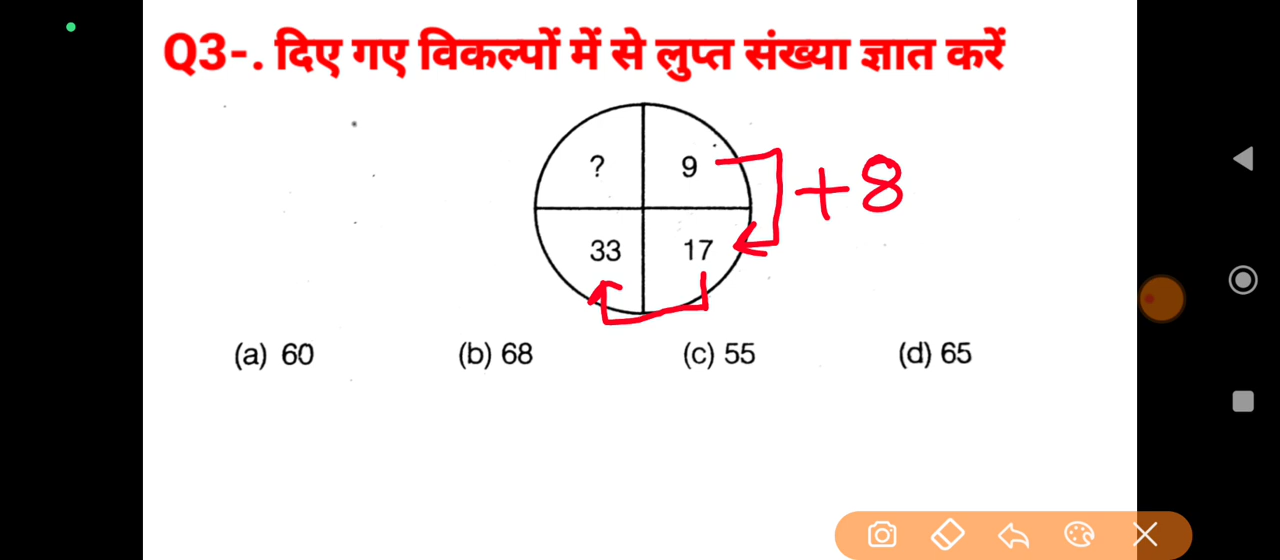 Q3-. दिए गए विकल्पों में से लुप्त संख्या ज्ञात करें
? 9
+8
33 17
(a) 60 (b) 68 (c) 55 (d) 65